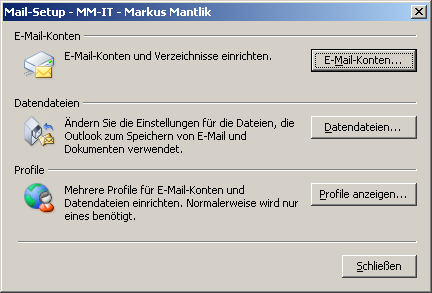 Mail-Setup - MM-IT - Markus Mantlik
E-Mail-Konten
E-Mail-Konten und Verzeichnisse einrichten.
E-Mail-Konten...
Datendateien
Ändern Sie die Einstellungen für die Dateien, die
Outlook zum Speichern von E-Mail und
Dokumenten verwendet.
Datendateien...
Profile
Mehrere Profile für E-Mail-Konten und
Datendateien einrichten. Normalerweise wird nur
eines benötigt.
Profile anzeigen...
Schließen